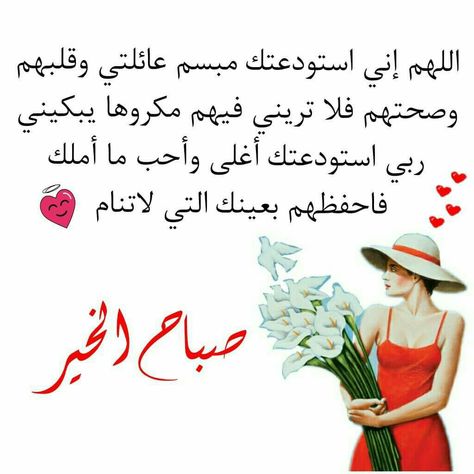 اللهم إني استودعتك مبسم عائلتي وقلبهم
وصحتهم فلا تريني فيهم مكروها يبكيني
ربي استودعتك أغلى وأحب ما أملك
فاحفظهم بعينك التي لاتنام
صباح الخير